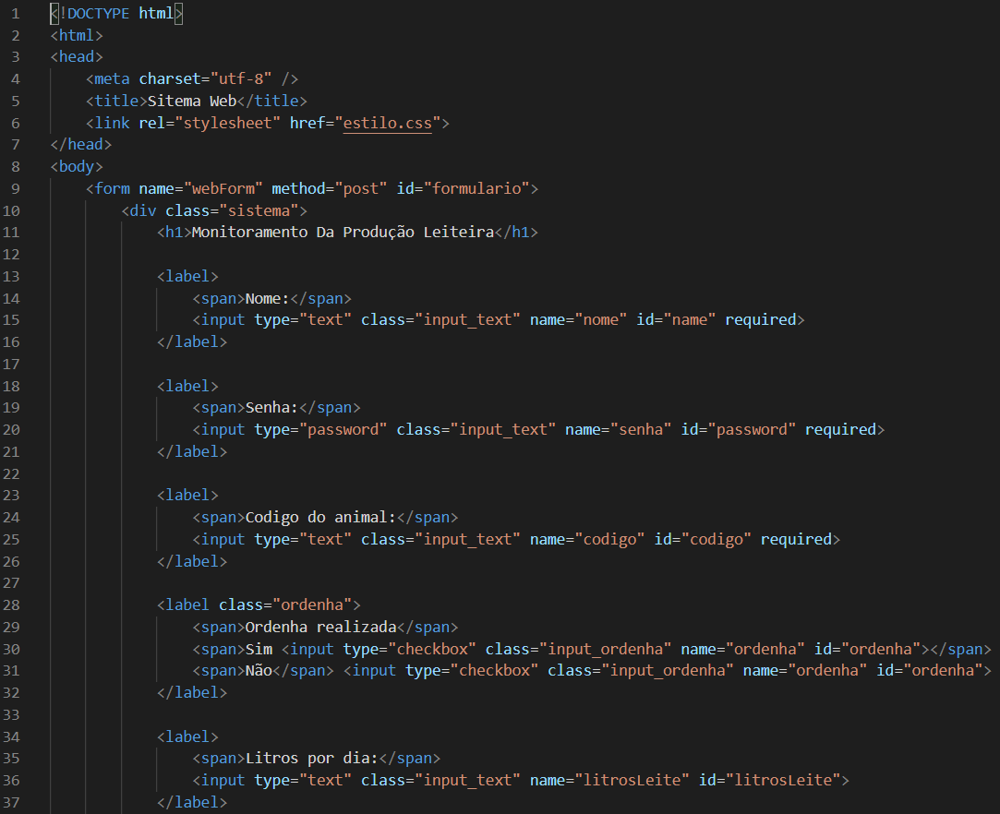 1 <!DOCTYPE html>
2 <html>
3 <head>
4 <meta charset="utf-8" />
5 <title>Sitema Web</title>
6 <link rel="stylesheet" href="estilo.css">
7 </head>
8 <body>
9 <form name="webForm" method="post" id="formulario">
10 <div class="sistema">
11 <h1>Monitoramento Da Produção Leiteira</h1>
12
13 <label>
14 <span>Nome:</span>
15 <input type="text" class="input_text" name="nome" id="name" required>
16 </label>
17
18 <label>
19 <span>Senha:</span>
20 <input type="password" class="input_text" name="senha" id="password" required>
21 </label>
22
23 <label>
24 <span>Codigo do animal:</span>
25 <input type="text" class="input_text" name="codigo" id="codigo" required>
26 </label>
27
28 <label class="ordenha">
29 <span>Ordenha realizada</span>
30 <span>Sim <input type="checkbox" class="input_ordenha" name="ordenha" id="ordenha"></span>
31 <span>Não</span> <input type="checkbox" class="input_ordenha" name="ordenha" id="ordenha">
32 </label>
33
34 <label>
35 <span>Litros por dia:</span>
36 <input type="text" class="input_text" name="litrosLeite" id="litrosLeite">
37 </label>